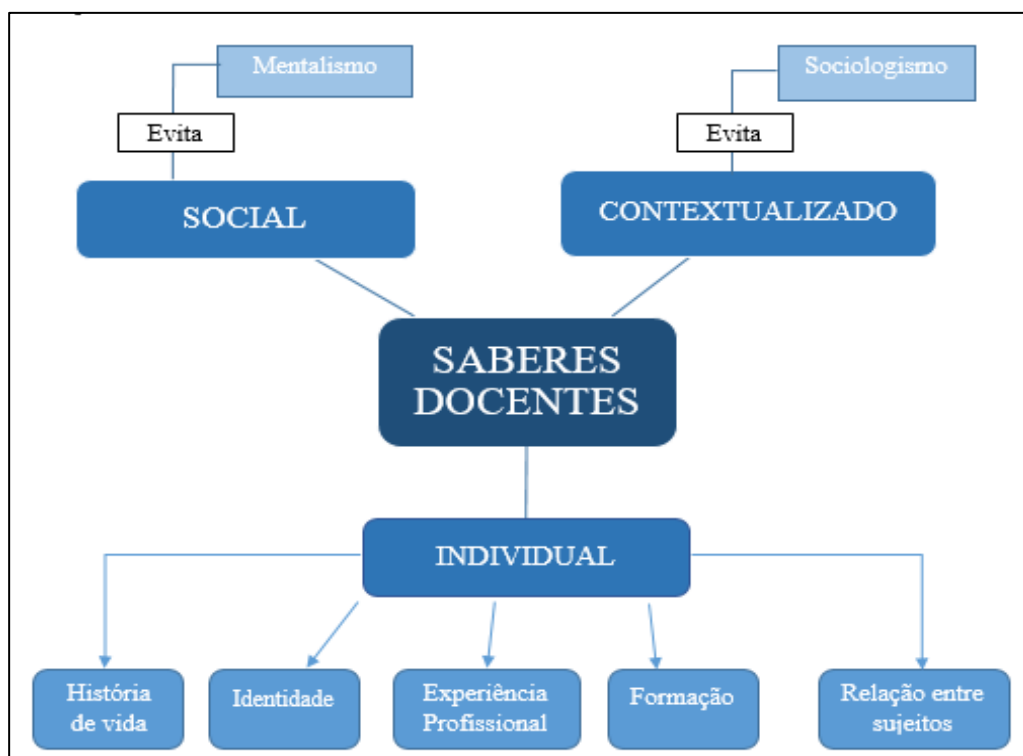 Mentalismo
Sociologismo
Evita
Evita
SOCIAL
CONTEXTUALIZADO
SABERES
DOCENTES
INDIVIDUAL
História
de vida
Identidade
Experiência
Profissional
Formação
Relação entre
sujeitos